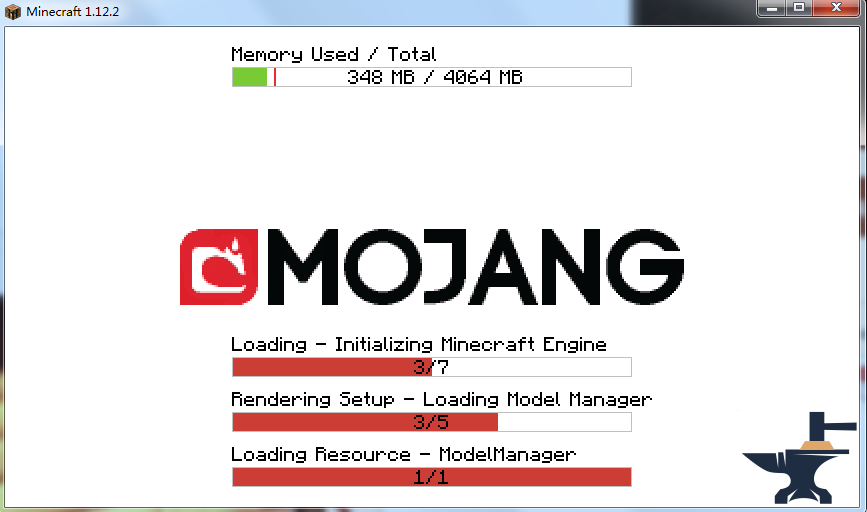 Minecraft 1.12.2
Memory Used / Total
348 MB / 4064 MB
MOJANG
Loading - Initializing Minecraft Engine
3/7
Rendering Setup - Loading Model Manager
3/5
Loading Resource - ModelManager
1/1